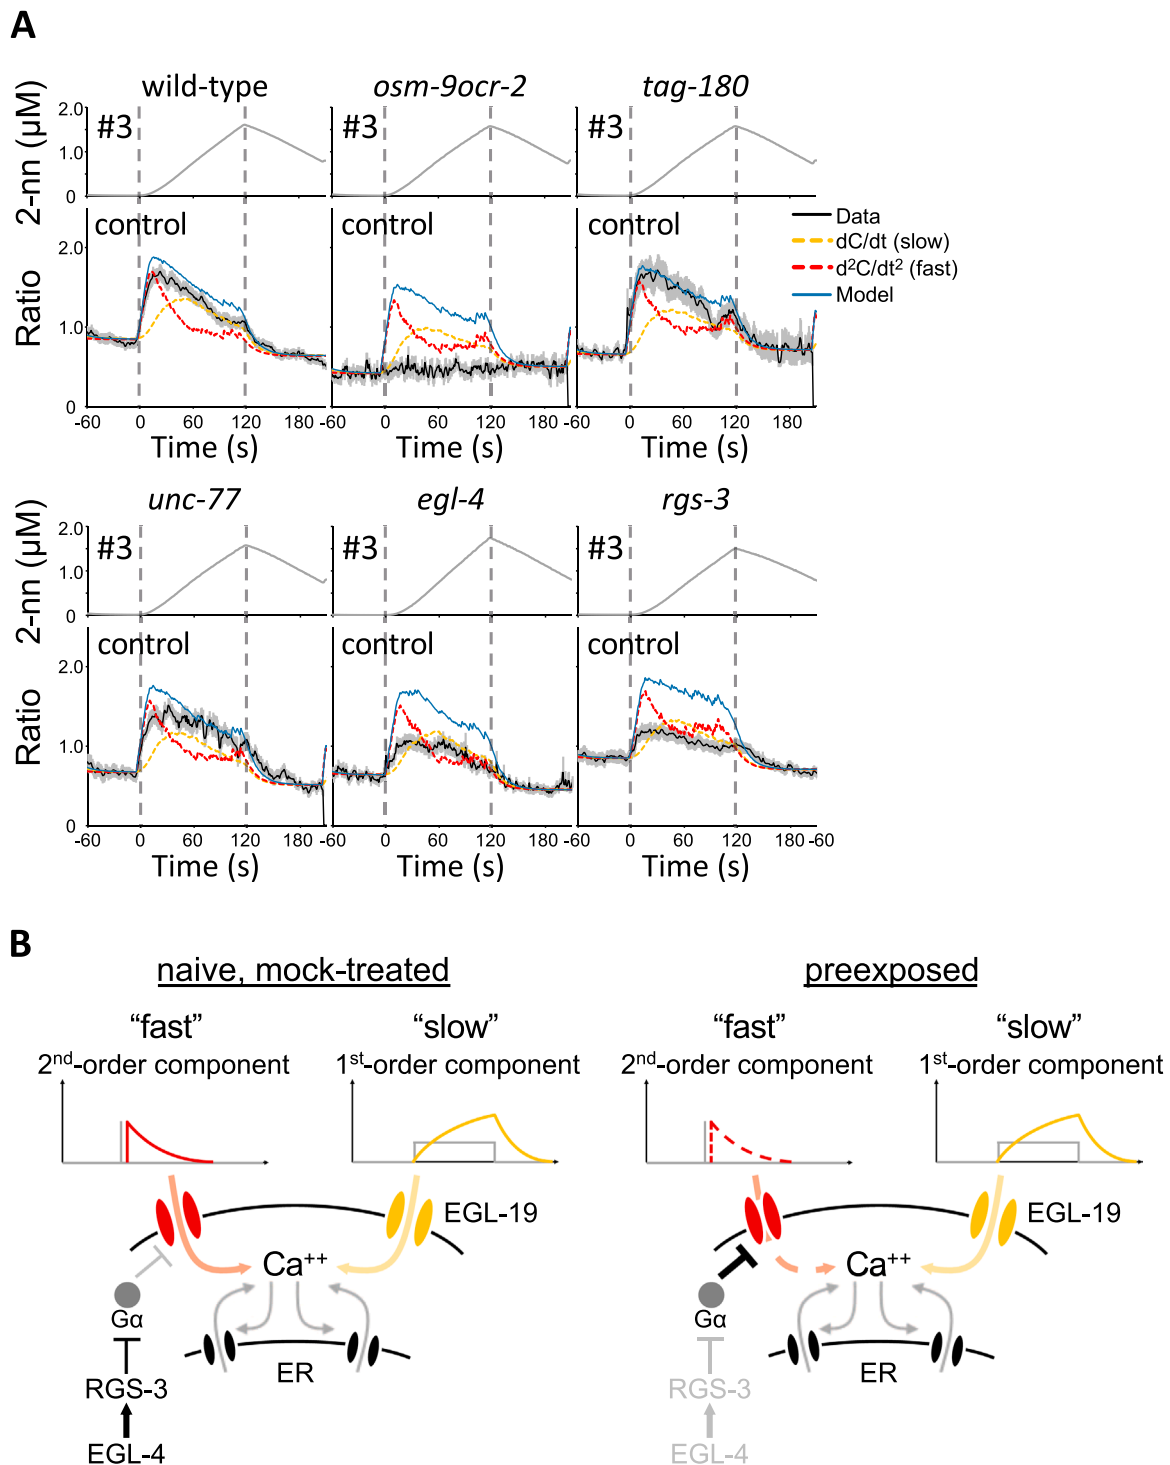 A
wild-type
osm-9ocr-2
tag-180
2-nn (μM)
2.0
1.0
0
#3
#3
#3
Ratio
2.0
1.0
0
control
control
control
Data
dC/dt (slow)
d²C/dt² (fast)
Model
-60 0 60 120 180 -60 0 60 120 180 -60 0 60 120 180 -60
Time (s)
Time (s)
Time (s)
unc-77
egl-4
rgs-3
2-nn (μM)
2.0
1.0
0
#3
#3
#3
Ratio
2.0
1.0
0
control
control
control
-60 0 60 120 180 -60 0 60 120 180 -60 0 60 120 180 -60
Time (s)
Time (s)
Time (s)
B
naive, mock-treated
preexposed
“fast”
“slow”
“fast”
“slow”
2nd-order component
1st-order component
2nd-order component
1st-order component
EGL-19
EGL-19
Ca++
Ca++
Gα
Gα
ER
ER
RGS-3
RGS-3
EGL-4
EGL-4